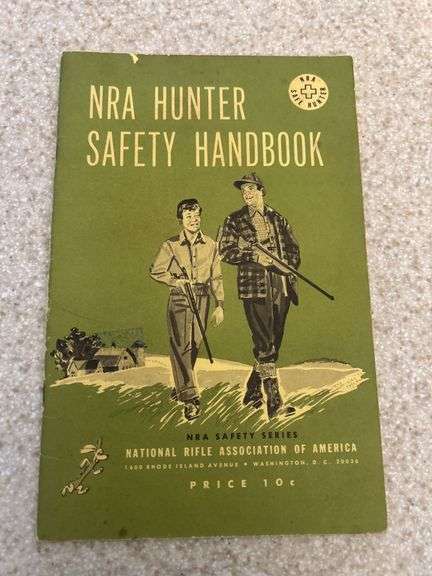 NRA HUNTER
SAFETY HANDBOOK
NRA
SAFE HUNTER
NRA SAFETY SERIES
NATIONAL RIFLE ASSOCIATION OF AMERICA
1600 RHODE ISLAND AVENUE • WASHINGTON, D. C. 20036
PRICE 10c